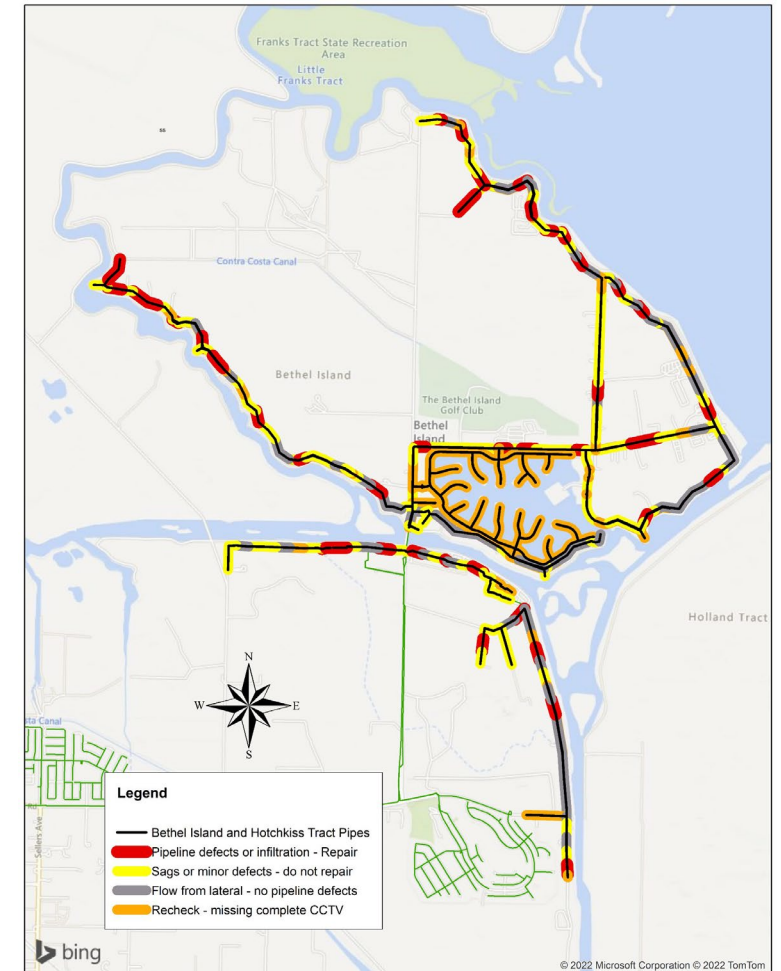 Franks Tract State Recreation
Area
Little
Franks Tract
Contra Costa Canal
Bethel Island
The Bethel Island
Golf Club
Bethel
Island
Holland Tract
N
W
E
S
sta Canal
Rd
Sellers Ave
Legend
Bethel Island and Hotchkiss Tract Pipes
Pipeline defects or infiltration - Repair
Sags or minor defects - do not repair
Flow from lateral - no pipeline defects
Recheck - missing complete CCTV
bing
© 2022 Microsoft Corporation © 2022 TomTom